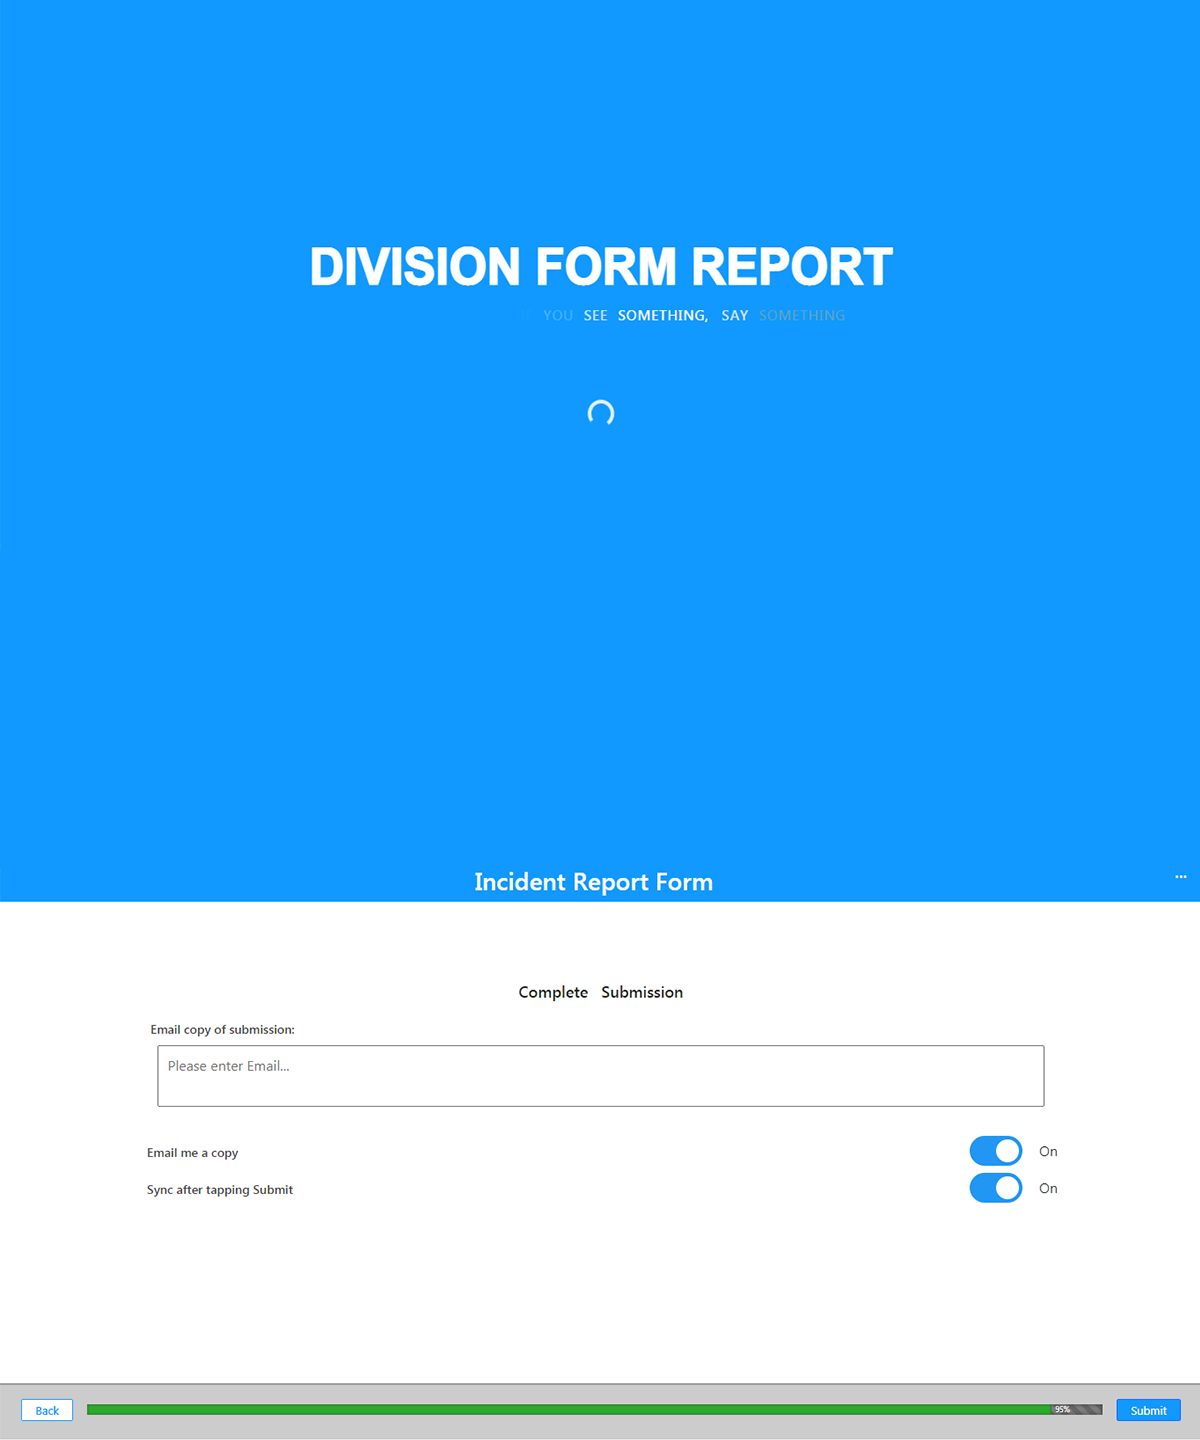 DIVISION FORM REPORT
YOU SEE SOMETHING, SAY SOMETHING
Incident Report Form
...
Complete Submission
Email copy of submission:
Please enter Email...
Email me a copy
On
Sync after tapping Submit
On
Back
95%
Submit